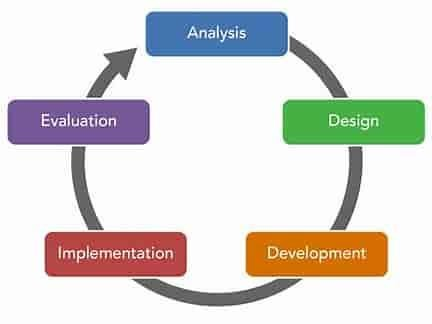 Analysis
Design
Development
Implementation
Evaluation